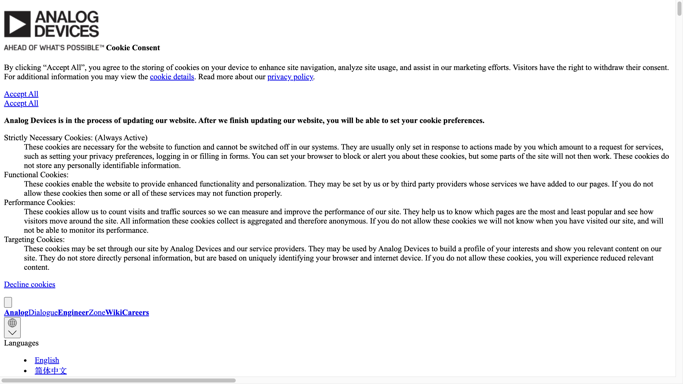 ANALOG
DEVICES
AHEAD OF WHAT'S POSSIBLE™ Cookie Consent
By clicking “Accept All”, you agree to the storing of cookies on your device to enhance site navigation, analyze site usage, and assist in our marketing efforts. Visitors have the right to withdraw their consent.
For additional information you may view the cookie details. Read more about our privacy policy.
Accept All
Accept All
Analog Devices is in the process of updating our website. After we finish updating our website, you will be able to set your cookie preferences.
Strictly Necessary Cookies: (Always Active)
These cookies are necessary for the website to function and cannot be switched off in our systems. They are usually only set in response to actions made by you which amount to a request for services,
such as setting your privacy preferences, logging in or filling in forms. You can set your browser to block or alert you about these cookies, but some parts of the site will not then work. These cookies do
not store any personally identifiable information.
Functional Cookies:
These cookies enable the website to provide enhanced functionality and personalization. They may be set by us or by third party providers whose services we have added to our pages. If you do not
allow these cookies then some or all of these services may not function properly.
Performance Cookies:
These cookies allow us to count visits and traffic sources so we can measure and improve the performance of our site. They help us to know which pages are the most and least popular and see how
visitors move around the site. All information these cookies collect is aggregated and therefore anonymous. If you do not allow these cookies we will not know when you have visited our site, and will
not be able to monitor its performance.
Targeting Cookies:
These cookies may be set through our site by Analog Devices and our service providers. They may be used by Analog Devices to build a profile of your interests and show you relevant content on our
site. They do not store directly personal information, but are based on uniquely identifying your browser and internet device. If you do not allow these cookies, you will experience reduced relevant
content.
Decline cookies
AnalogDialogueEngineerZoneWikiCareers
Languages
English
简体中文